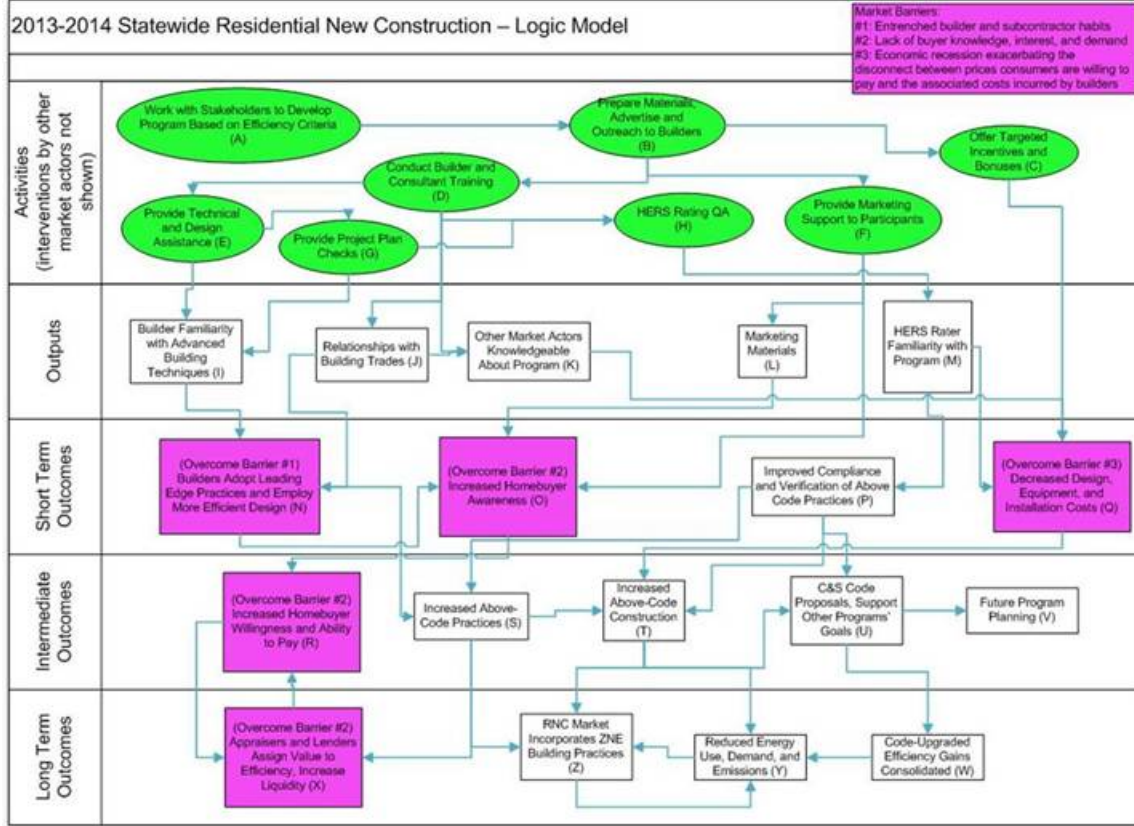 2013-2014 Statewide Residential New Construction – Logic Model
Market Barriers:
#1: Entrenched builder and subcontractor habits
#2: Lack of buyer knowledge, interest, and demand
#3: Economic recession exacerbating the
disconnect between prices consumers are willing to
pay and the associated costs incurred by builders
Activities
(interventions by other
market actors not
shown)
Work with Stakeholders to Develop
Program Based on Efficiency Criteria
(A)
Prepare Materials,
Advertise and
Outreach to Builders
(B)
Offer Targeted
Incentives and
Bonuses (C)
Conduct Builder and
Consultant Training
(D)
Provide Technical
and Design
Assistance (E)
Provide Project Plan
Checks (G)
HERS Rating QA
(H)
Provide Marketing
Support to Participants
(F)
Outputs
Builder Familiarity
with Advanced
Building
Techniques (I)
Relationships with
Building Trades (J)
Other Market Actors
Knowledgeable
About Program (K)
Marketing
Materials
(L)
HERS Rater
Familiarity with
Program (M)
Short Term
Outcomes
(Overcome Barrier #1)
Builders Adopt Leading
Edge Practices and Employ
More Efficient Design (N)
(Overcome Barrier #2)
Increased Homebuyer
Awareness (O)
Improved Compliance
and Verification of Above
Code Practices (P)
(Overcome Barrier #3)
Decreased Design,
Equipment, and
Installation Costs (Q)
Intermediate
Outcomes
(Overcome Barrier #2)
Increased Homebuyer
Willingness and Ability
to Pay (R)
Increased Above-
Code Practices (S)
Increased
Above-Code
Construction
(T)
C&S Code
Proposals, Support
Other Programs'
Goals (U)
Future Program
Planning (V)
Long Term
Outcomes
(Overcome Barrier #2)
Appraisers and Lenders
Assign Value to
Efficiency, Increase
Liquidity (X)
RNC Market
Incorporates ZNE
Building Practices
(Z)
Reduced Energy
Use, Demand, and
Emissions (Y)
Code-Upgraded
Efficiency Gains
Consolidated (W)